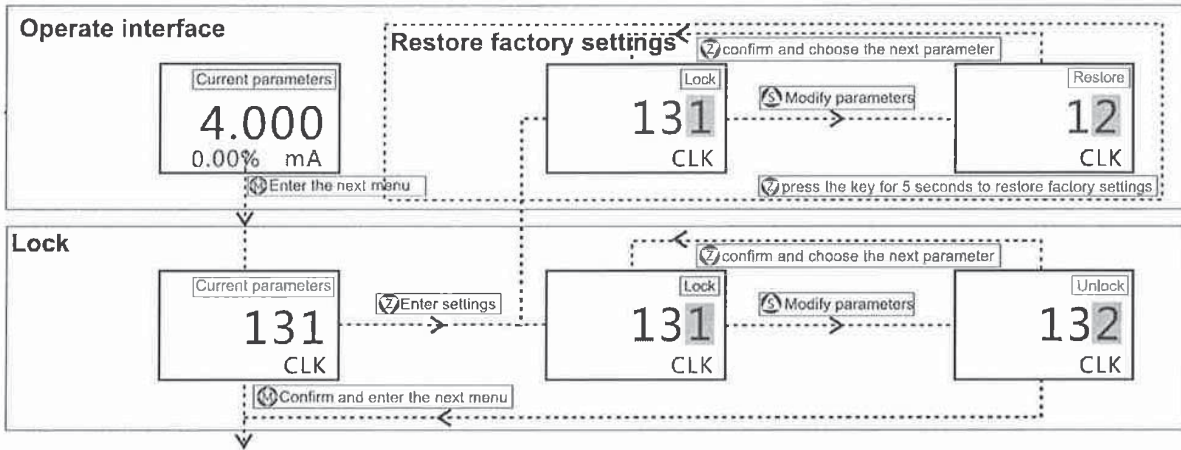 Operate interface
Restore factory settings
Ⓩ confirm and choose the next parameter
Current parameters
4.000
0.00% mA
Lock
131
CLK
Ⓢ Modify parameters
Restore
12
CLK
Ⓜ Enter the next menu
Ⓩ press the key for 5 seconds to restore factory settings
Lock
Ⓩ confirm and choose the next parameter
Current parameters
131
CLK
Ⓩ Enter settings
Lock
131
CLK
Ⓢ Modify parameters
Unlock
132
CLK
Ⓜ Confirm and enter the next menu